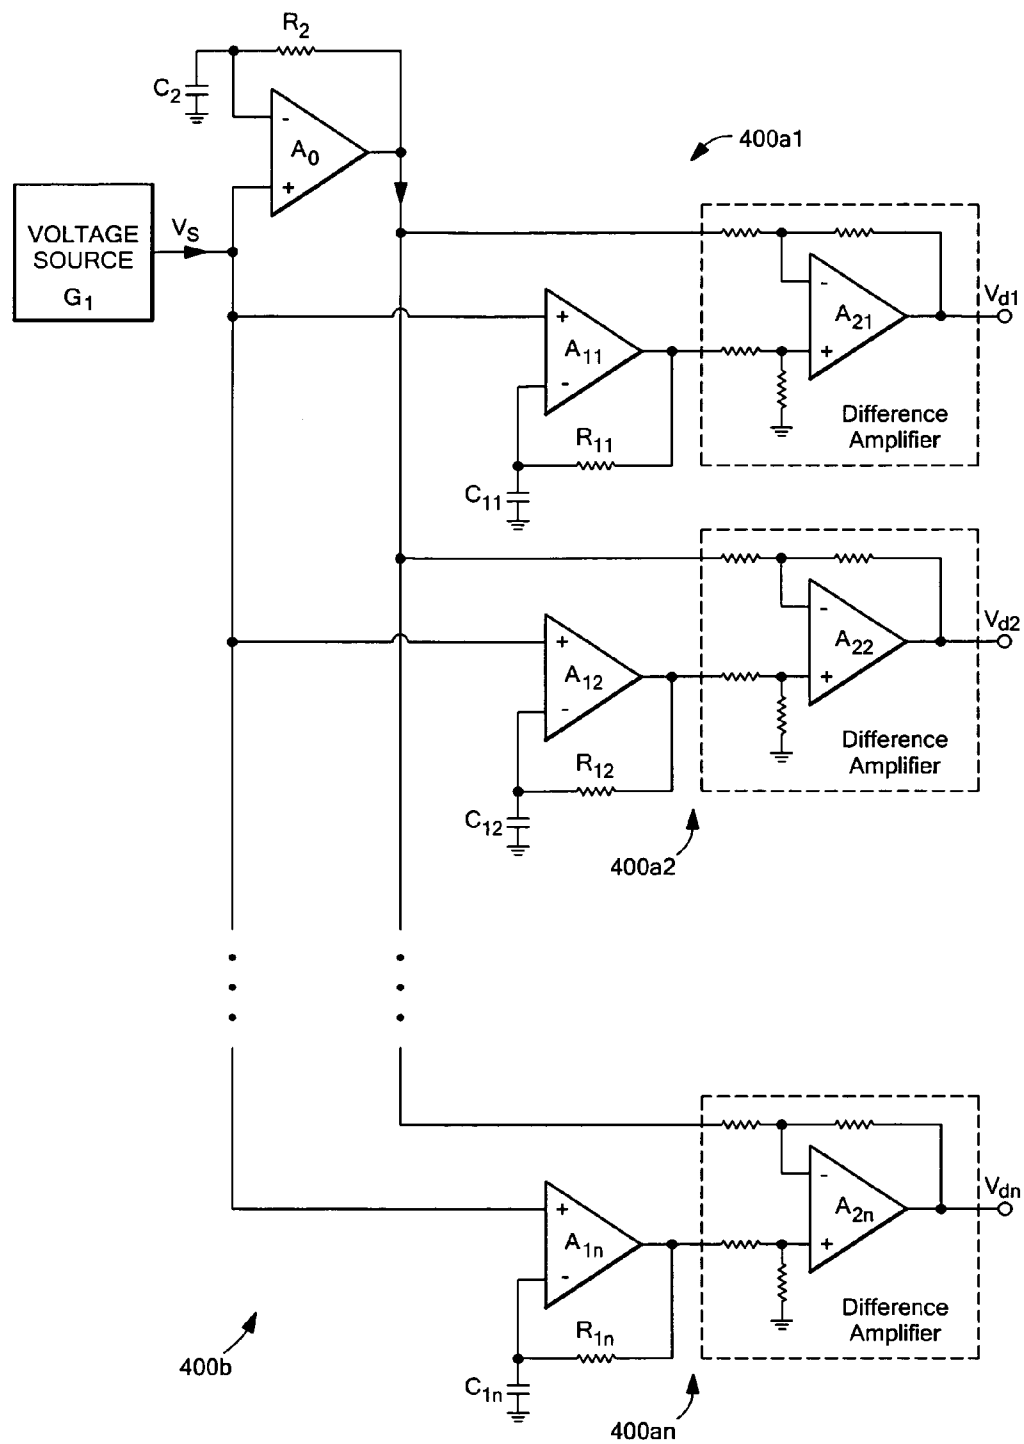 R2
C2
-
A0
+
400a1
VOLTAGE
SOURCE
G1
VS
-
A21
+
Vd1
+
A11
-
R11
C11
Difference
Amplifier
-
A22
+
Vd2
+
A12
-
R12
C12
Difference
Amplifier
400a2
-
A2n
+
Vdn
+
A1n
-
R1n
C1n
Difference
Amplifier
400b
400an